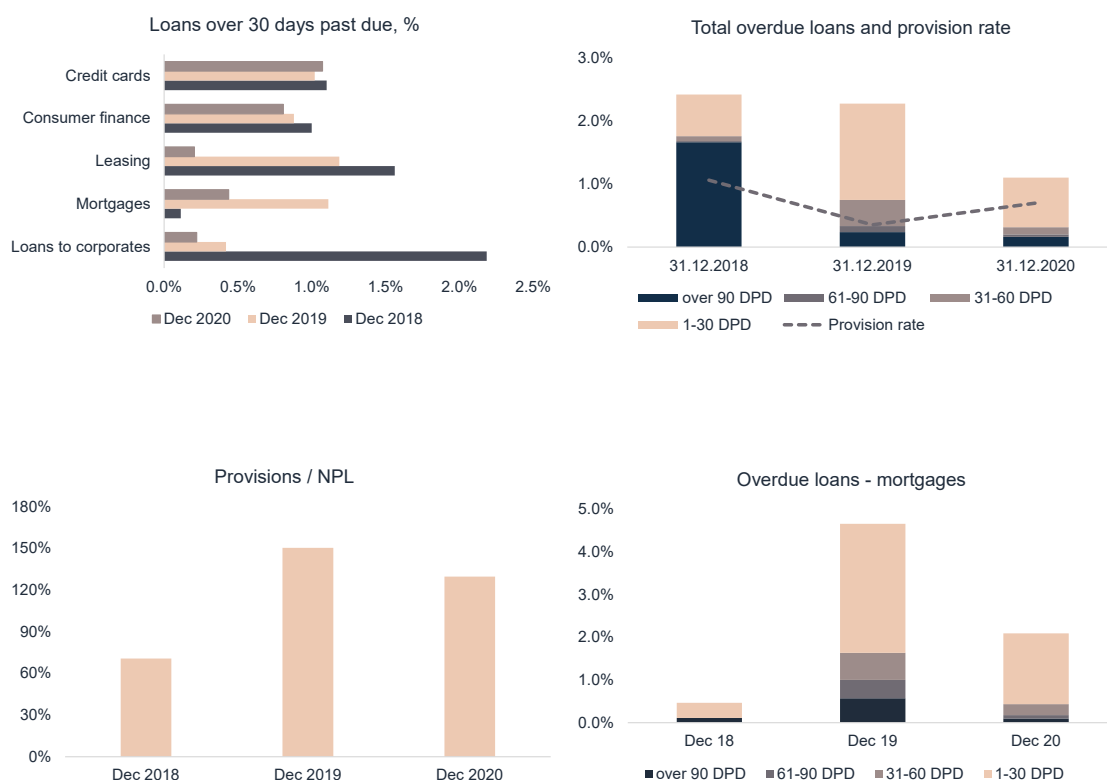 Loans over 30 days past due, %
Credit cards
Consumer finance
Leasing
Mortgages
Loans to corporates
0.0% 0.5% 1.0% 1.5% 2.0% 2.5%
Dec 2020 Dec 2019 Dec 2018
Total overdue loans and provision rate
3.0%
2.0%
1.0%
0.0%
31.12.2018 31.12.2019 31.12.2020
over 90 DPD 61-90 DPD 31-60 DPD
1-30 DPD Provision rate
Provisions / NPL
180%
150%
120%
90%
60%
30%
0%
Dec 2018 Dec 2019 Dec 2020
Overdue loans - mortgages
5.0%
4.0%
3.0%
2.0%
1.0%
0.0%
Dec 18 Dec 19 Dec 20
over 90 DPD 61-90 DPD 31-60 DPD 1-30 DPD